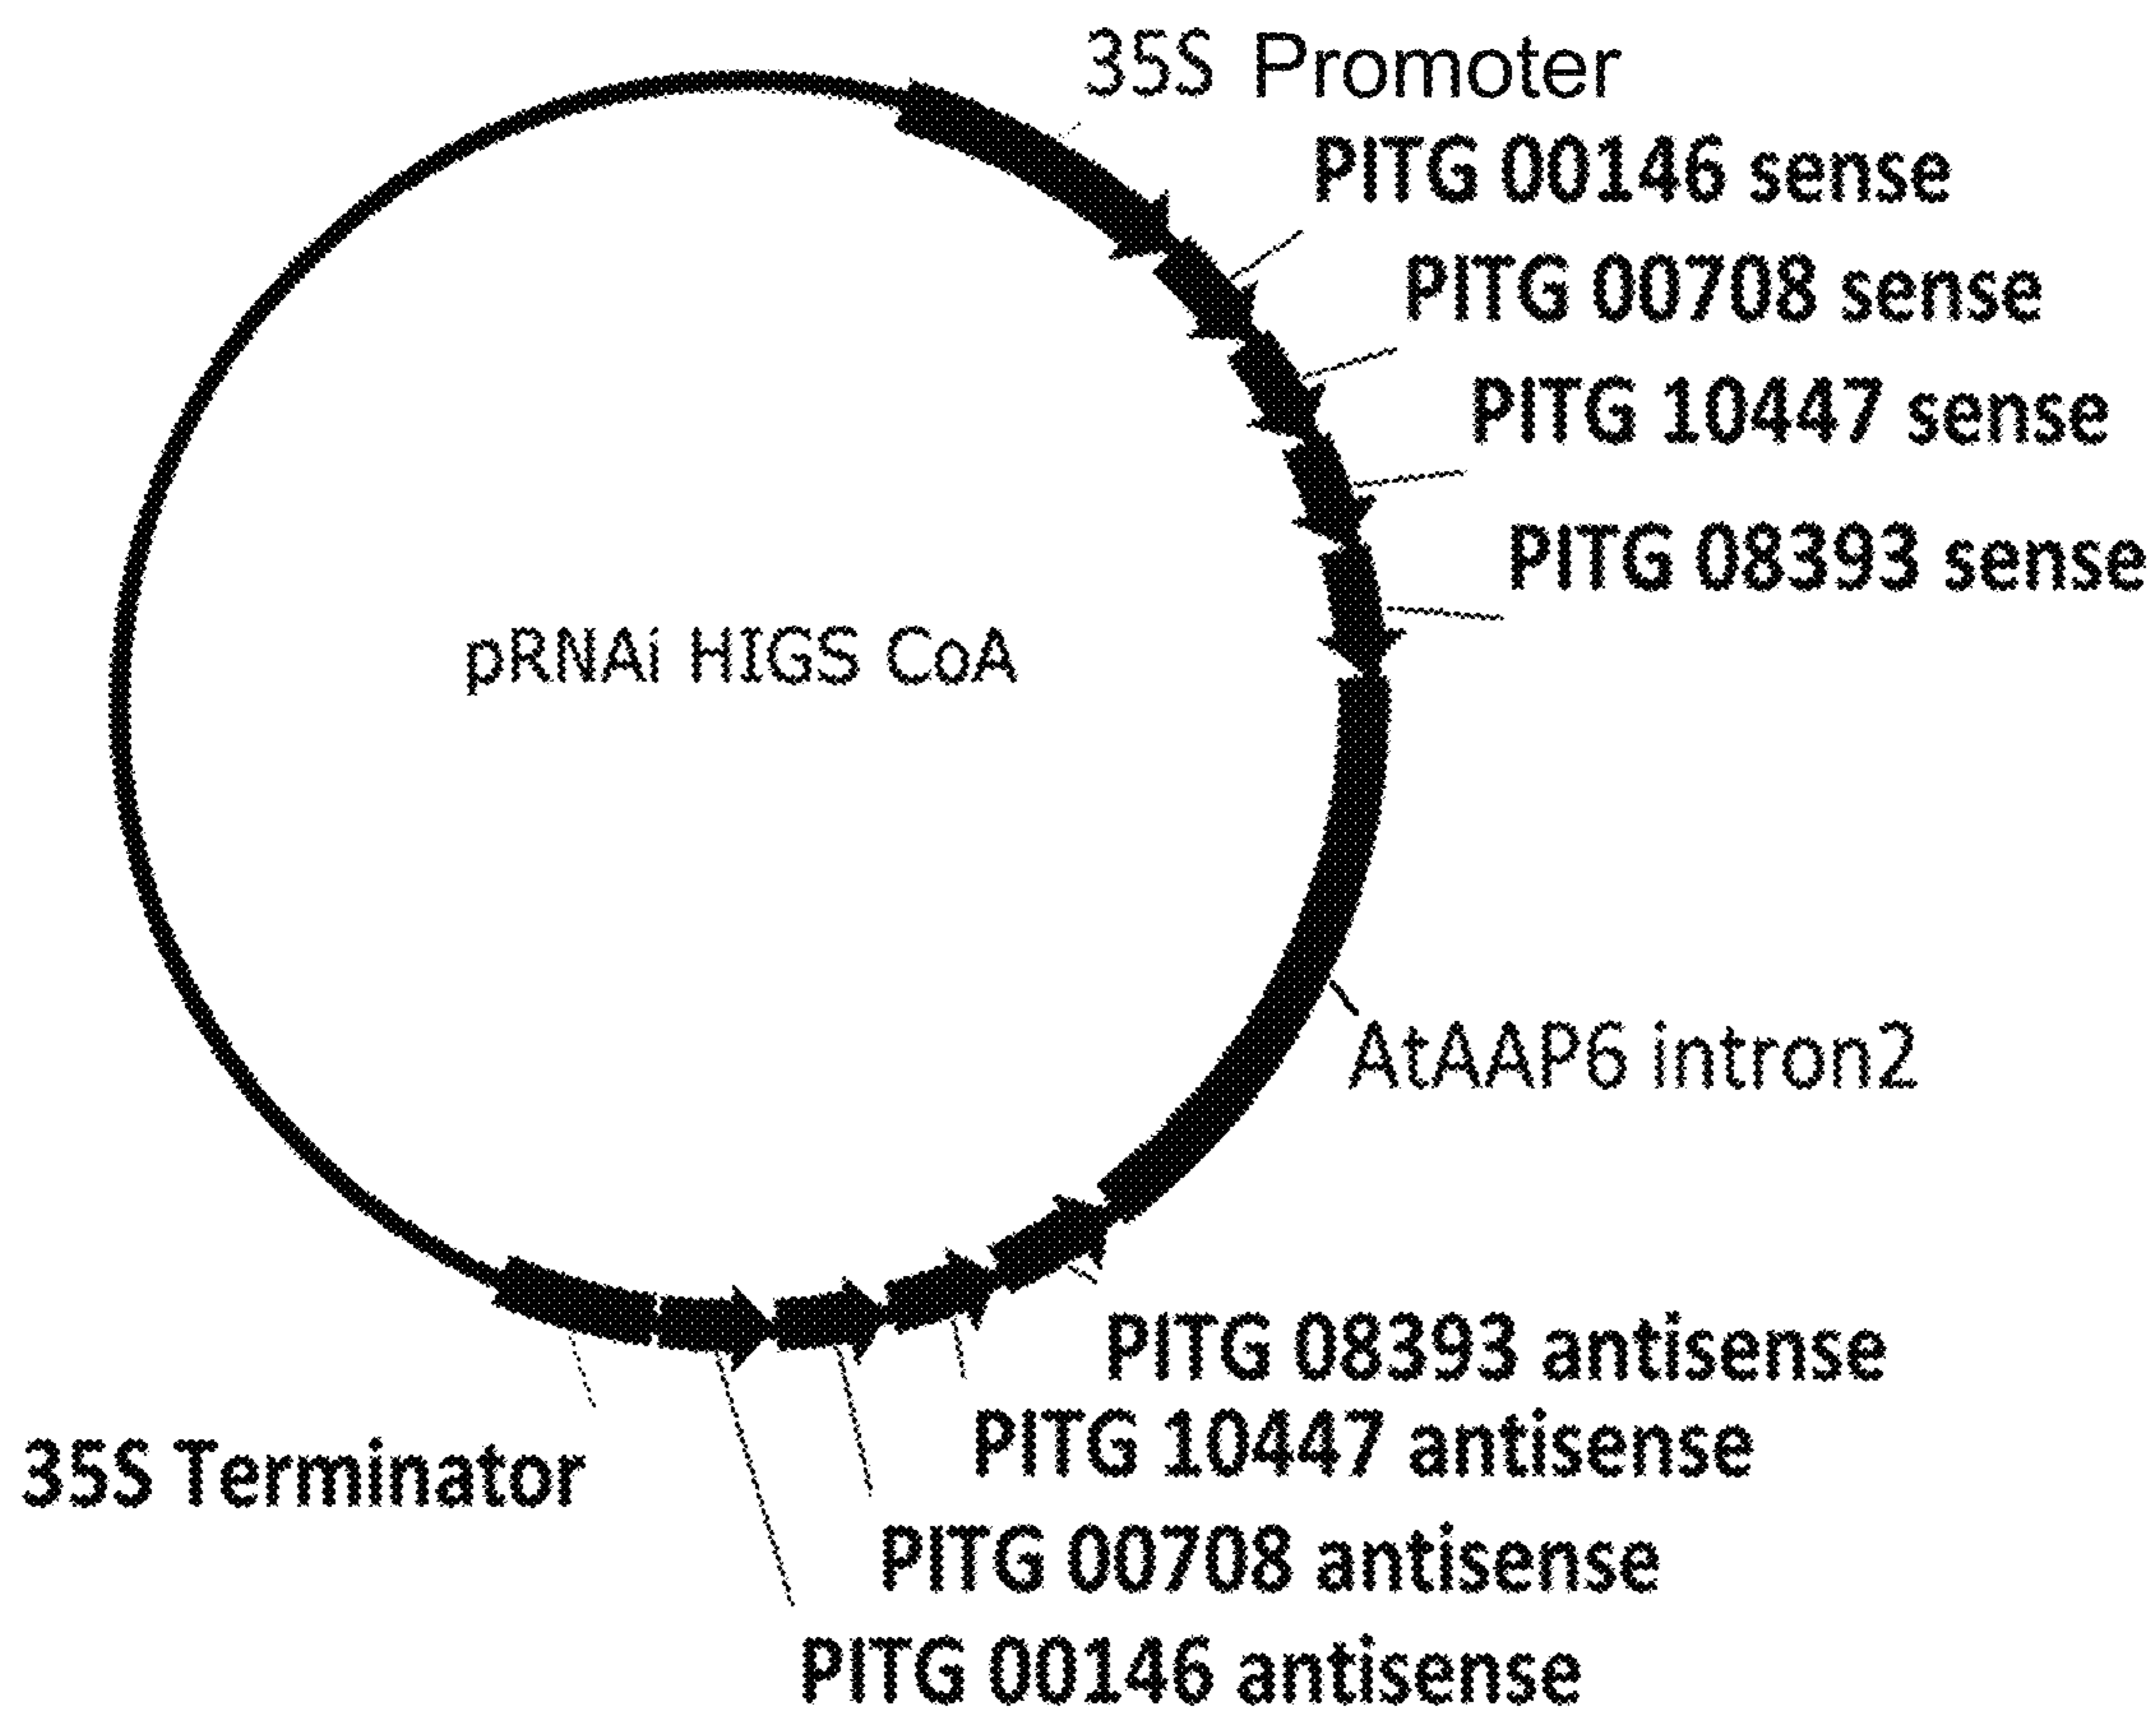 35S Promoter
PITG 00146 sense
PITG 00708 sense
PITG 10447 sense
PITG 08393 sense
pRNAi HIGS CoA
AtAAP6 intron2
PITG 08393 antisense
PITG 10447 antisense
35S Terminator
PITG 00708 antisense
PITG 00146 antisense